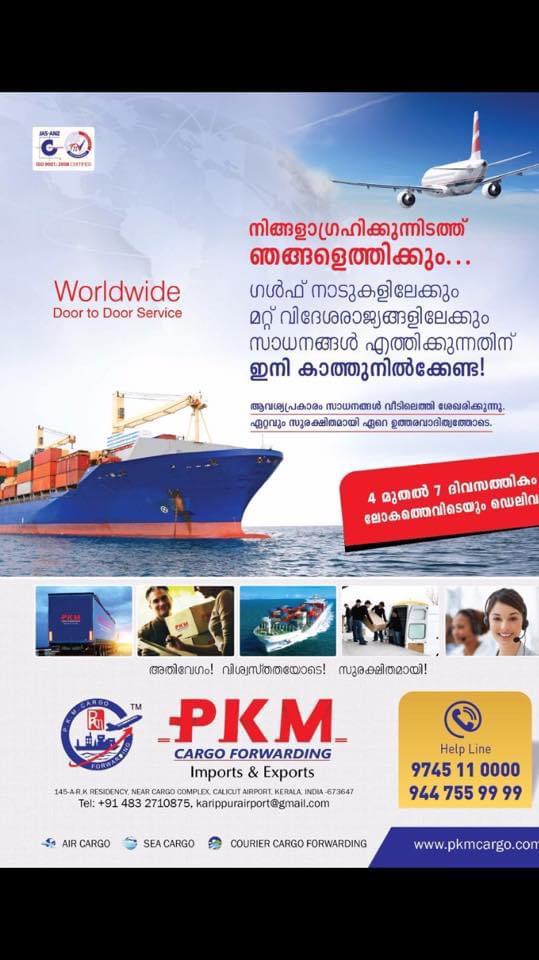 JAS-ANZ
ISO 9001: 2008 CERTIFIED
നിങ്ങളാഗ്രഹിക്കുന്നിടത്ത്
ഞങ്ങളെത്തിക്കും...
Worldwide
Door to Door Service
ഗൾഫ് നാടുകളിലേക്കും
മറ്റ് വിദേശരാജ്യങ്ങളിലേക്കും
സാധനങ്ങൾ എത്തിക്കുന്നതിന്
ഇനി കാത്തുനിൽക്കേണ്ട!
ആവശ്യപ്രകാരം സാധനങ്ങൾ വീടിലെത്തി ശേഖരിക്കുന്നു.
ഏറ്റവും സുരക്ഷിതമായി ഏറെ ഉത്തരവാദിത്വത്തോടെ.
4 മുതൽ 7 ദിവസത്തികം
ലോകത്തെവിടെയും ഡെലിവ
PKM
അതിവേഗം! വിശ്വസ്തതയോടെ! സുരക്ഷിതമായി!
PKM CARGO FORWARDING
TM
PKM
CARGO FORWARDING
Imports & Exports
145-A-R.K RESIDENCY, NEAR CARGO COMPLEX, CALICUT AIRPORT, KERALA, INDIA -673647
Tel: +91 483 2710875, karippurairport@gmail.com
Help Line
9745 11 0000
944 755 99 99
AIR CARGO SEA CARGO COURIER CARGO FORWARDING
www.pkmcargo.com